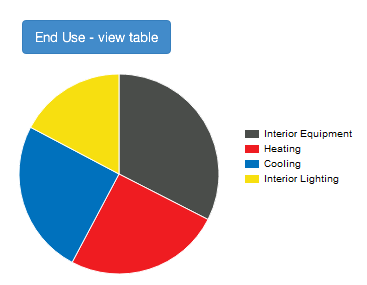 End Use - view table
Interior Equipment
Heating
Cooling
Interior Lighting